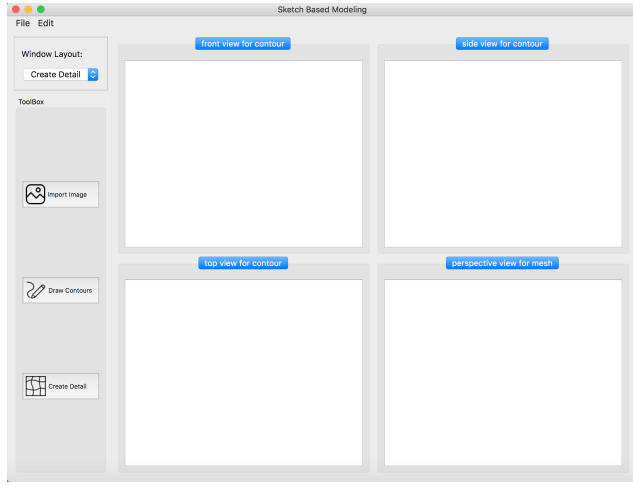 Sketch Based Modeling
File Edit
Window Layout:
Create Detail
ToolBox
Import Image
Draw Contours
Create Detail
front view for contour
side view for contour
top view for contour
perspective view for mesh